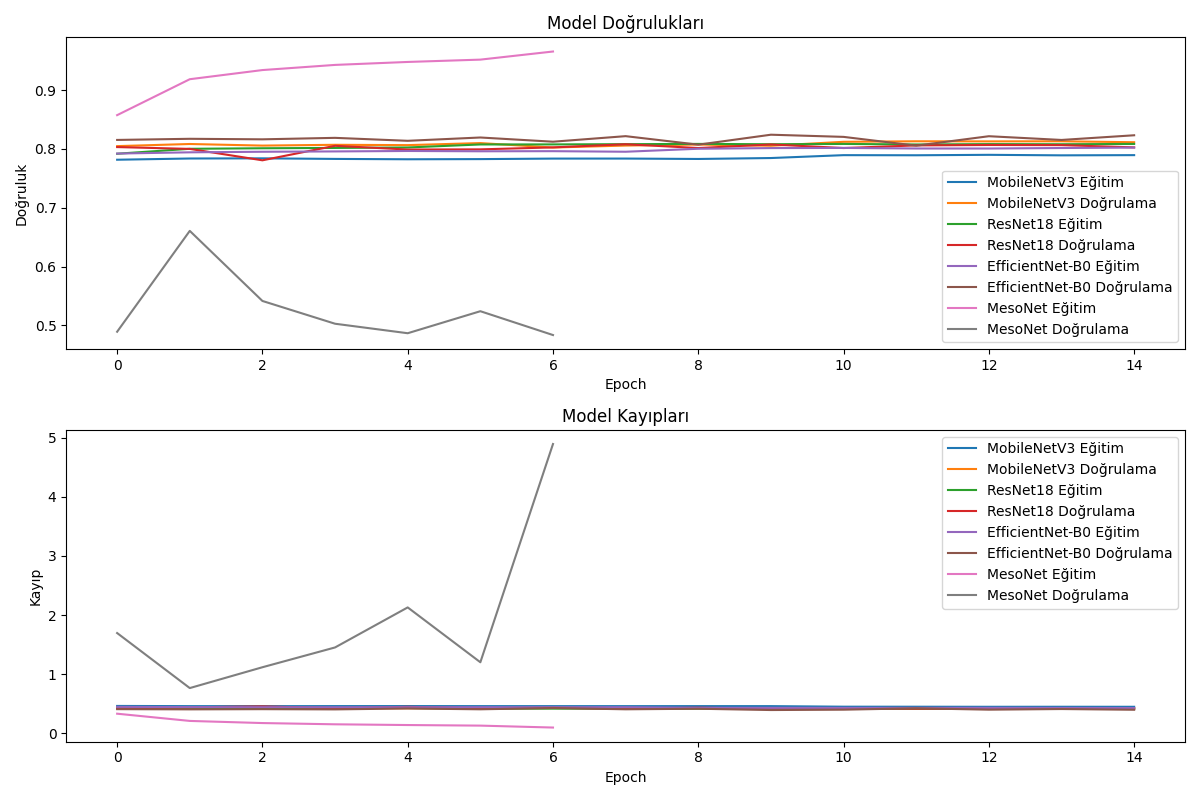 Model Doğrulukları
Doğruluk
0.9
0.8
0.7
0.6
0.5
MobileNetV3 Eğitim
MobileNetV3 Doğrulama
ResNet18 Eğitim
ResNet18 Doğrulama
EfficientNet-B0 Eğitim
EfficientNet-B0 Doğrulama
MesoNet Eğitim
MesoNet Doğrulama
0 2 4 6 8 10 12 14
Epoch
Model Kayıpları
Kayıp
5
4
3
2
1
0
MobileNetV3 Eğitim
MobileNetV3 Doğrulama
ResNet18 Eğitim
ResNet18 Doğrulama
EfficientNet-B0 Eğitim
EfficientNet-B0 Doğrulama
MesoNet Eğitim
MesoNet Doğrulama
0 2 4 6 8 10 12 14
Epoch